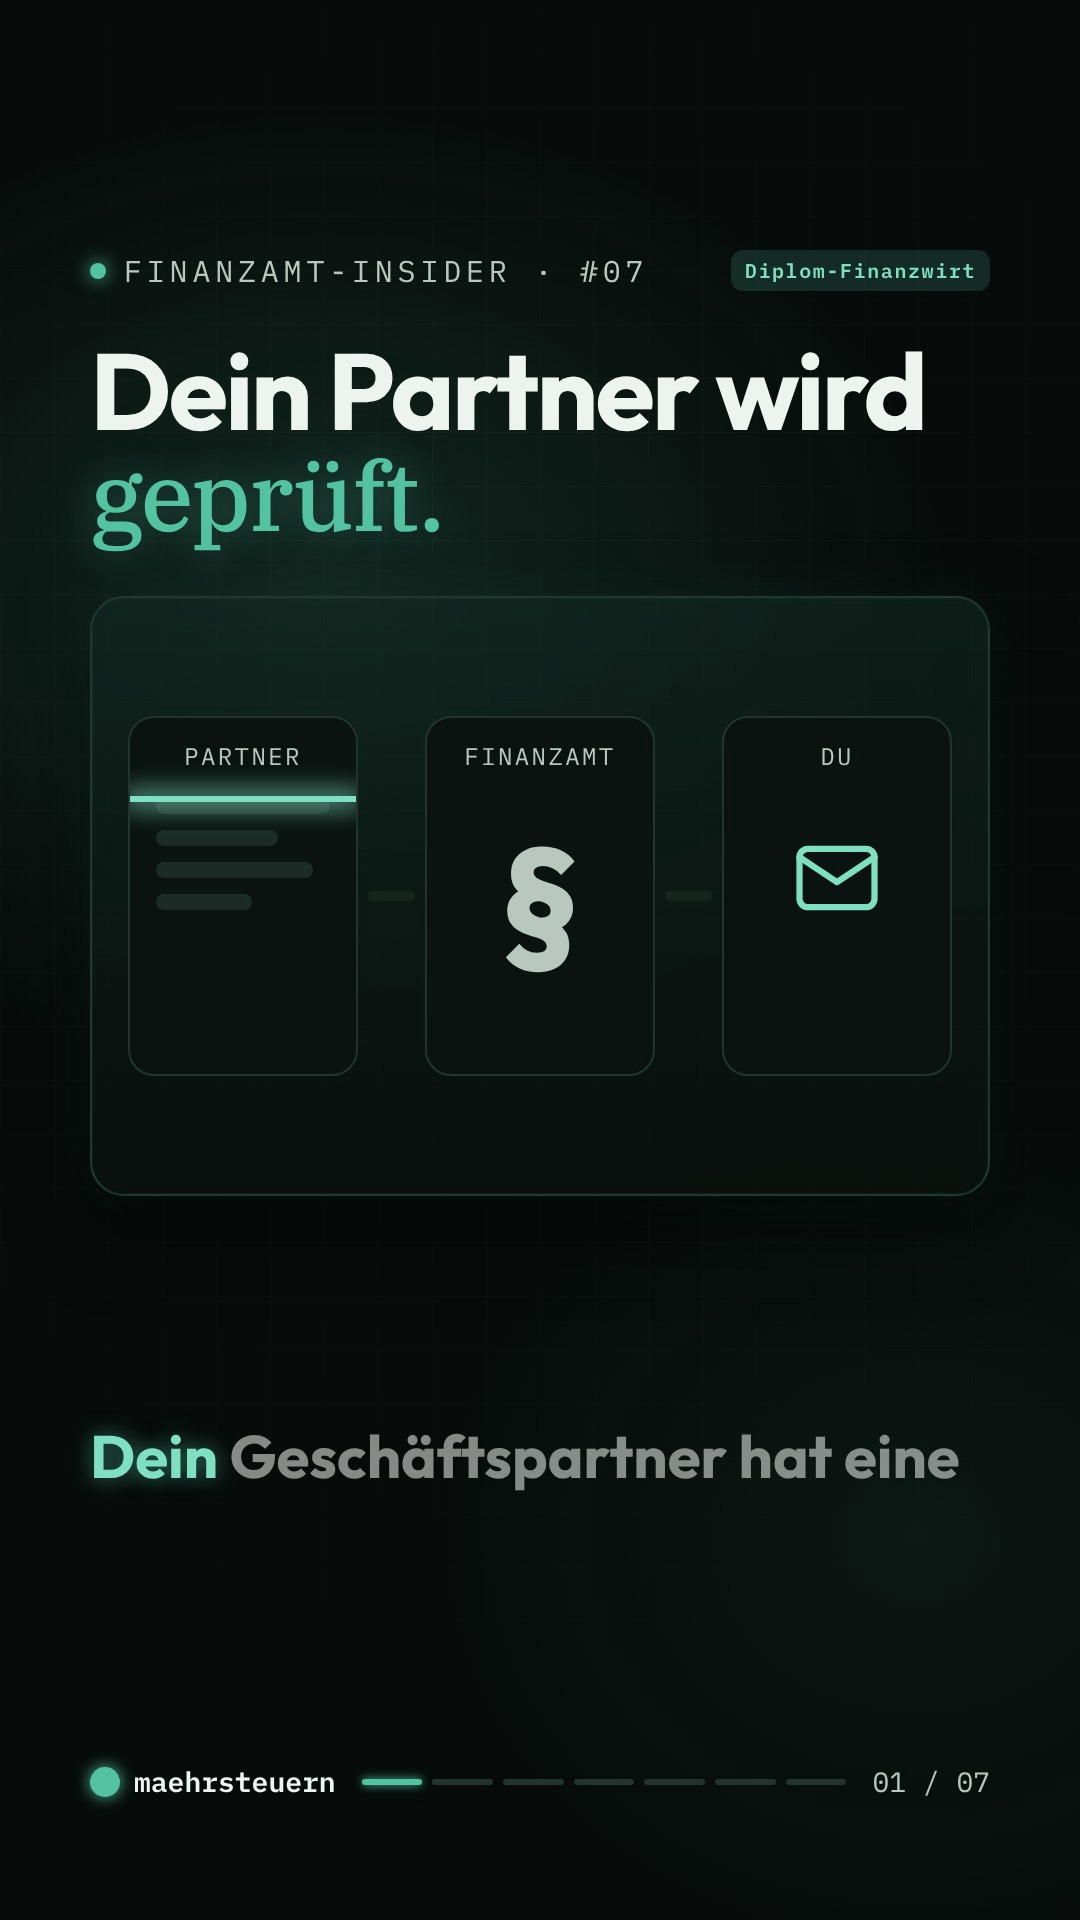 FINANZAMT-INSIDER · #07
Diplom-Finanzwirt
Dein Partner wird
geprüft.
PARTNER
FINANZAMT
DU
§
Dein Geschäftspartner hat eine
maehrsteuern
01 / 07